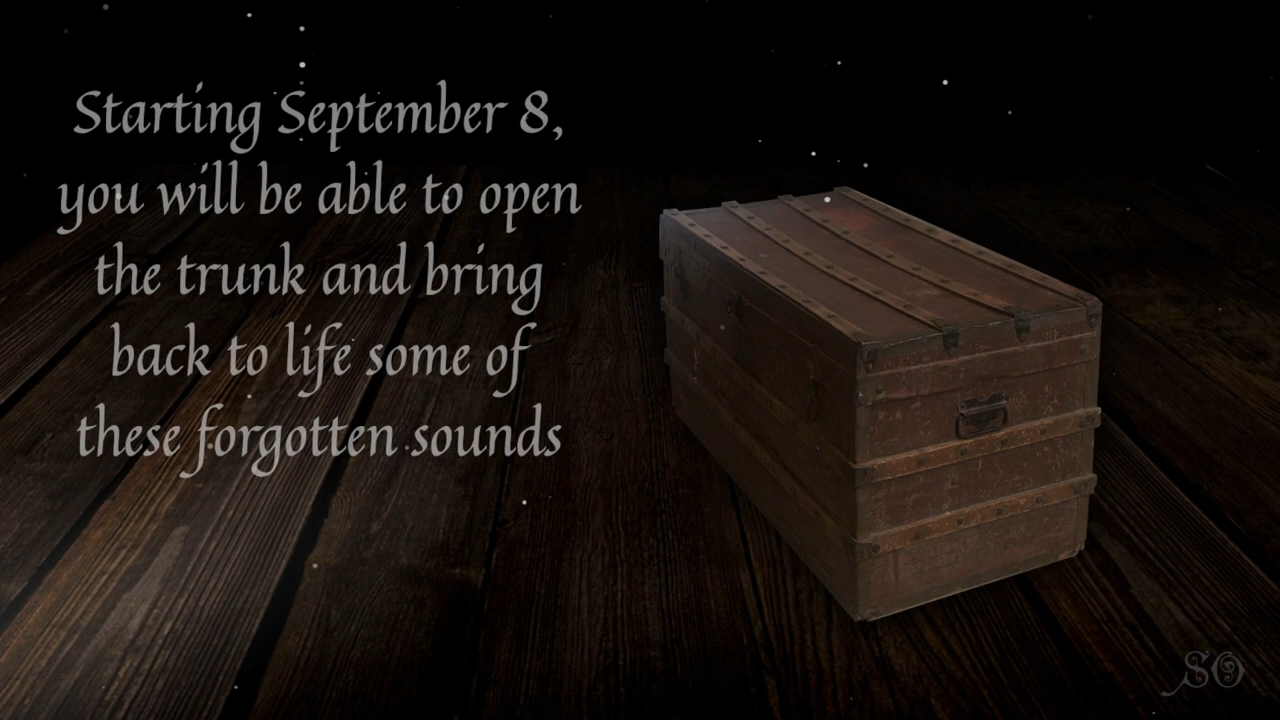 Starting September 8,
you will be able to open
the trunk and bring
back to life some of
these forgotten sounds
SO